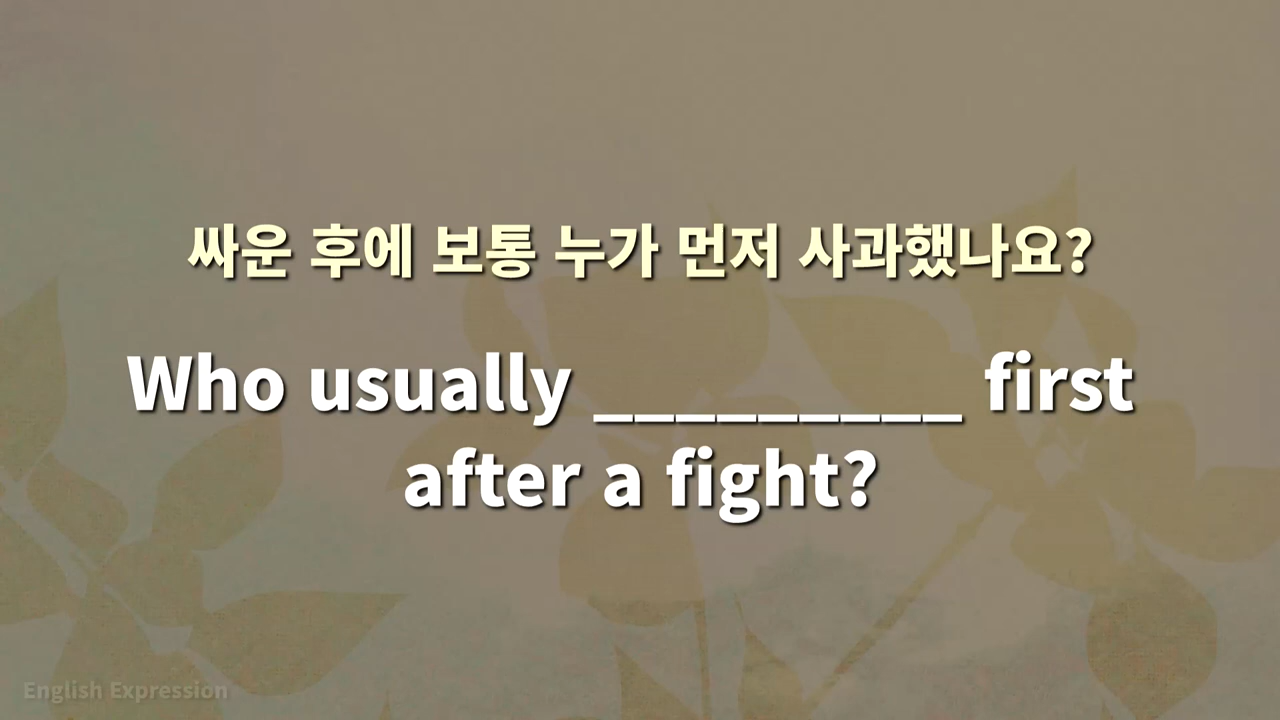 싸운 후에 보통 누가 먼저 사과했나요?
Who usually _________ first
after a fight?
English Expression